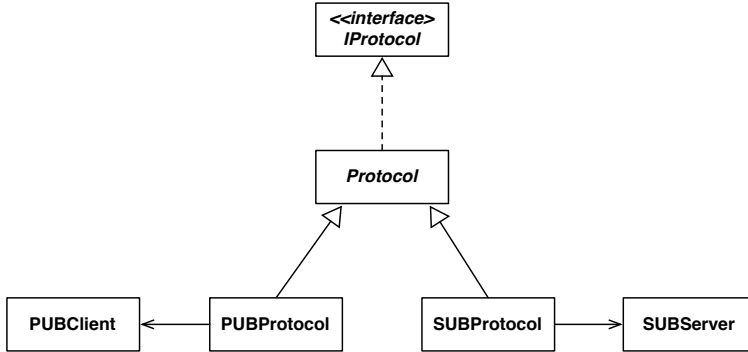 <<interface>>
IProtocol
Protocol
PUBClient
PUBProtocol
SUBProtocol
SUBServer